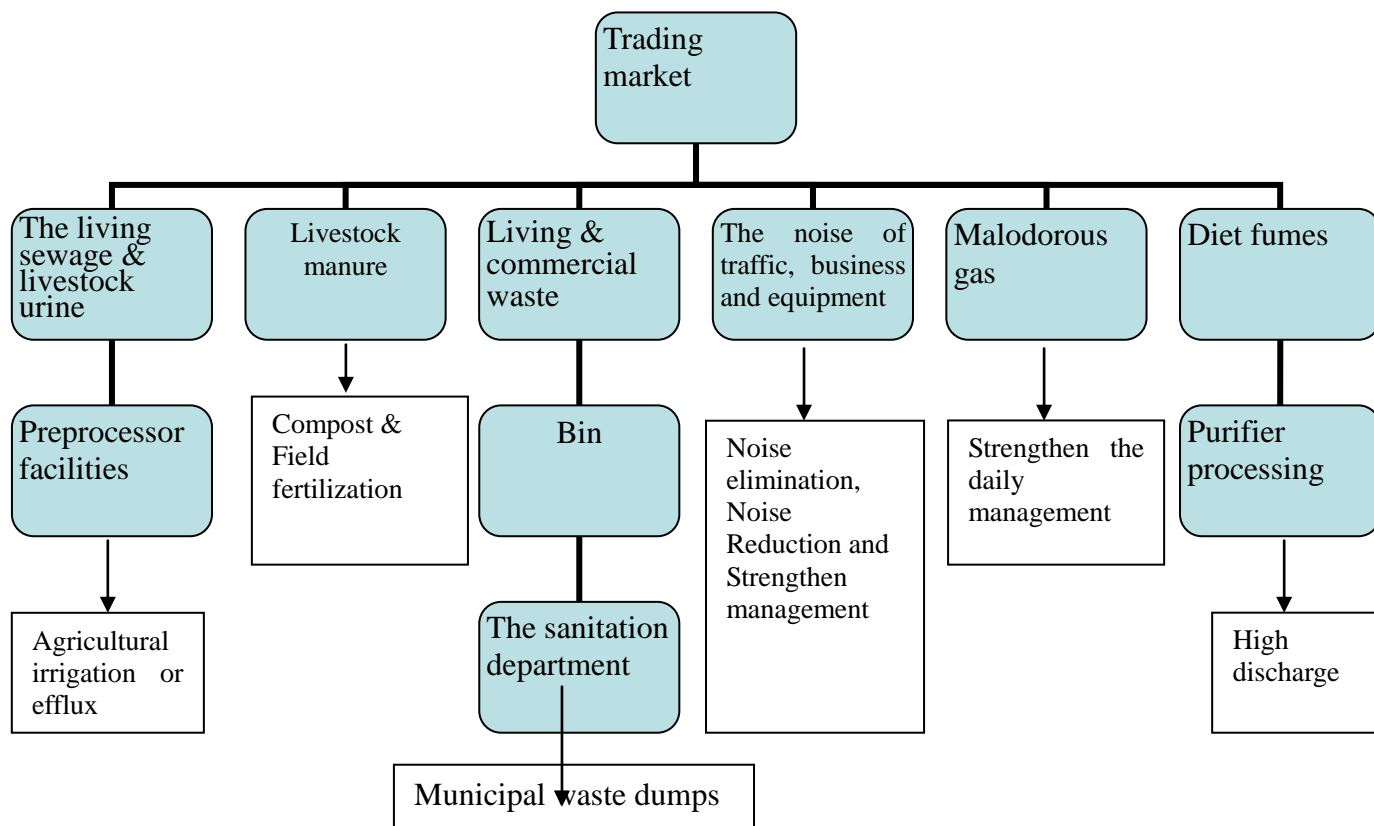 Trading
market
The living
sewage &
livestock
urine
Livestock
manure
Living &
commercial
waste
The noise of
traffic, business
and equipment
Malodorous
gas
Diet fumes
Preprocessor
facilities
Compost &
Field
fertilization
Bin
Noise
elimination,
Noise
Reduction and
Strengthen
management
Strengthen the
daily
management
Purifier
processing
Agricultural
irrigation or
efflux
The sanitation
department
High
discharge
Municipal waste dumps